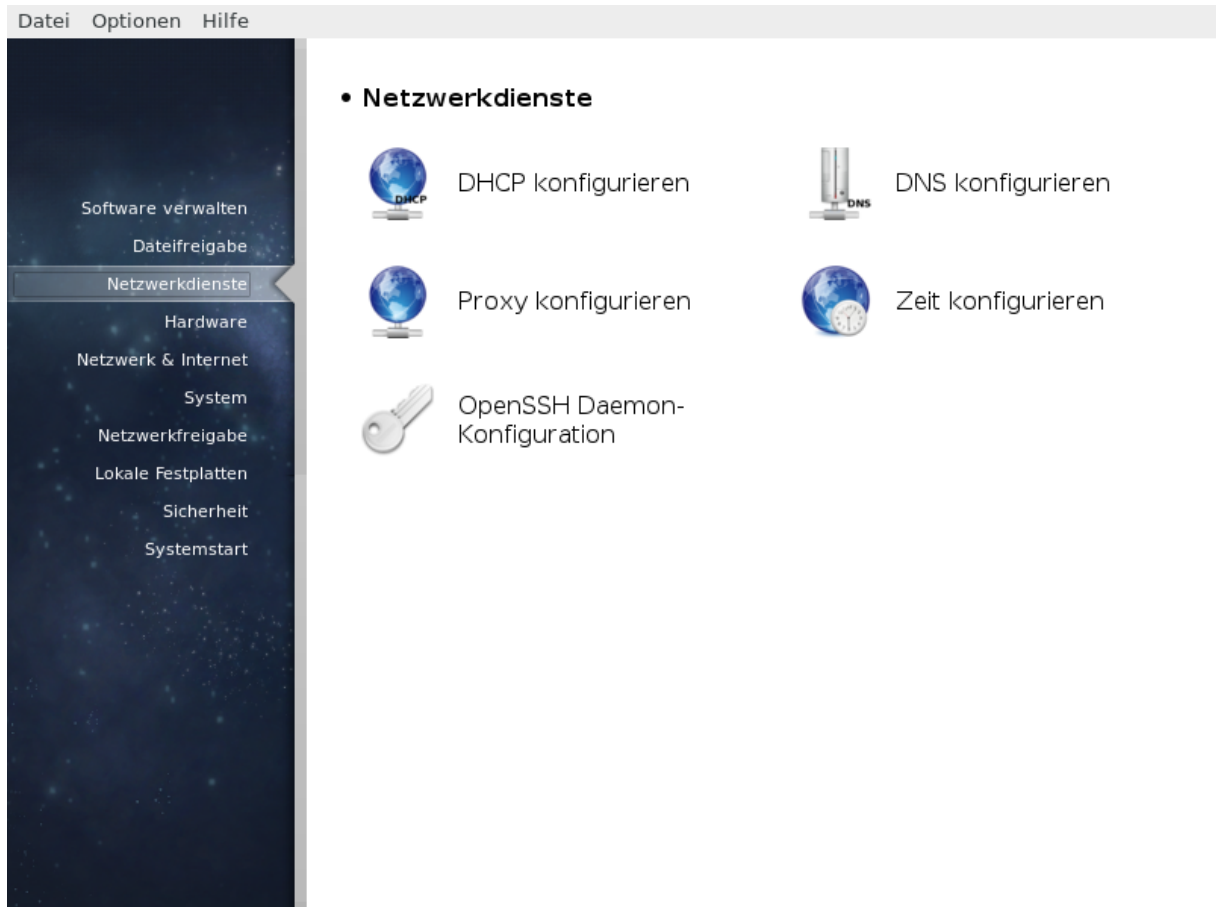 Datei Optionen Hilfe
Software verwalten
Dateifreigabe
Netzwerkdienste
Hardware
Netzwerk & Internet
System
Netzwerkfreigabe
Lokale Festplatten
Sicherheit
Systemstart
• Netzwerkdienste
DHCP
DHCP konfigurieren
DNS
DNS konfigurieren
Proxy konfigurieren
Zeit konfigurieren
OpenSSH Daemon-
Konfiguration